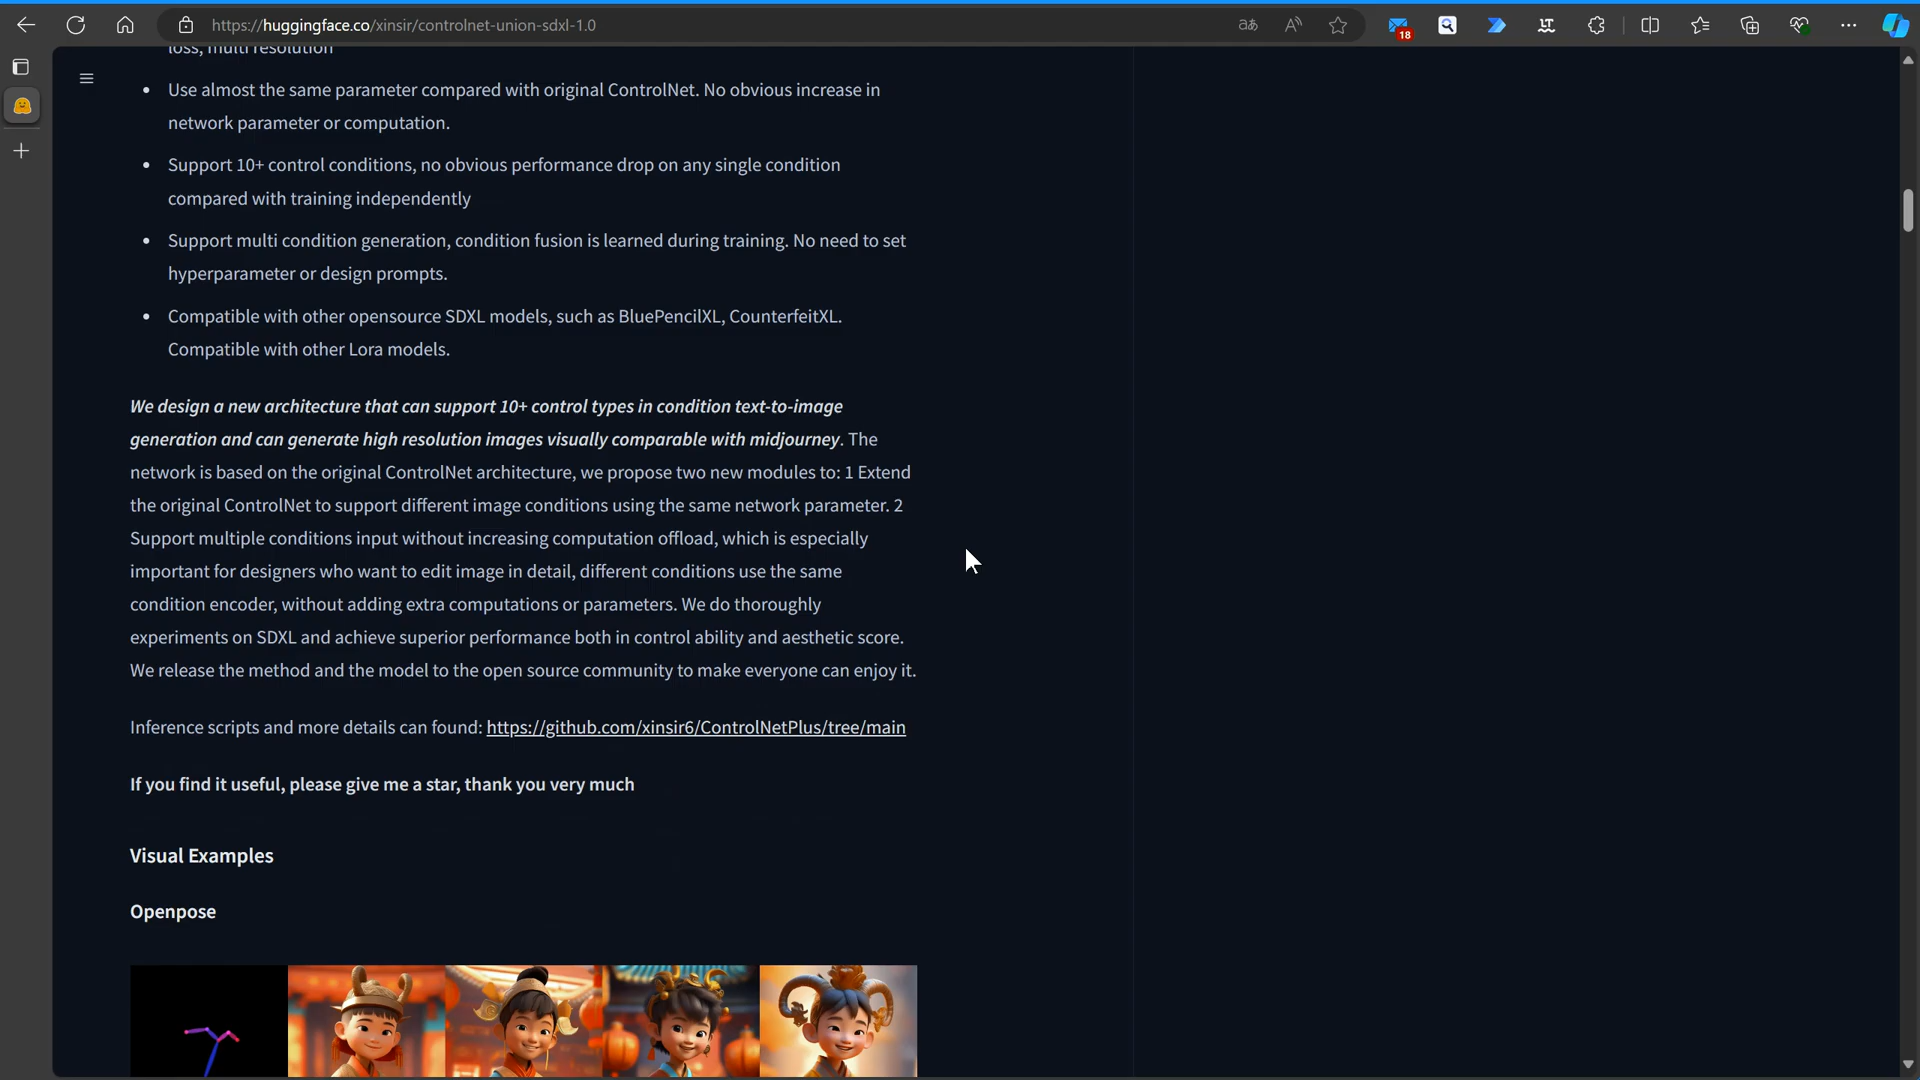 https://huggingface.co/xinsir/controlnet-union-sdxl-1.0
18
loss, multi resolution
Use almost the same parameter compared with original ControlNet. No obvious increase in
network parameter or computation.
Support 10+ control conditions, no obvious performance drop on any single condition
compared with training independently
Support multi condition generation, condition fusion is learned during training. No need to set
hyperparameter or design prompts.
Compatible with other opensource SDXL models, such as BluePencilXL, CounterfeitXL.
Compatible with other Lora models.
We design a new architecture that can support 10+ control types in condition text-to-image
generation and can generate high resolution images visually comparable with midjourney. The
network is based on the original ControlNet architecture, we propose two new modules to: 1 Extend
the original ControlNet to support different image conditions using the same network parameter. 2
Support multiple conditions input without increasing computation offload, which is especially
important for designers who want to edit image in detail, different conditions use the same
condition encoder, without adding extra computations or parameters. We do thoroughly
experiments on SDXL and achieve superior performance both in control ability and aesthetic score.
We release the method and the model to the open source community to make everyone can enjoy it.
Inference scripts and more details can found: https://github.com/xinsir6/ControlNetPlus/tree/main
If you find it useful, please give me a star, thank you very much
Visual Examples
Openpose